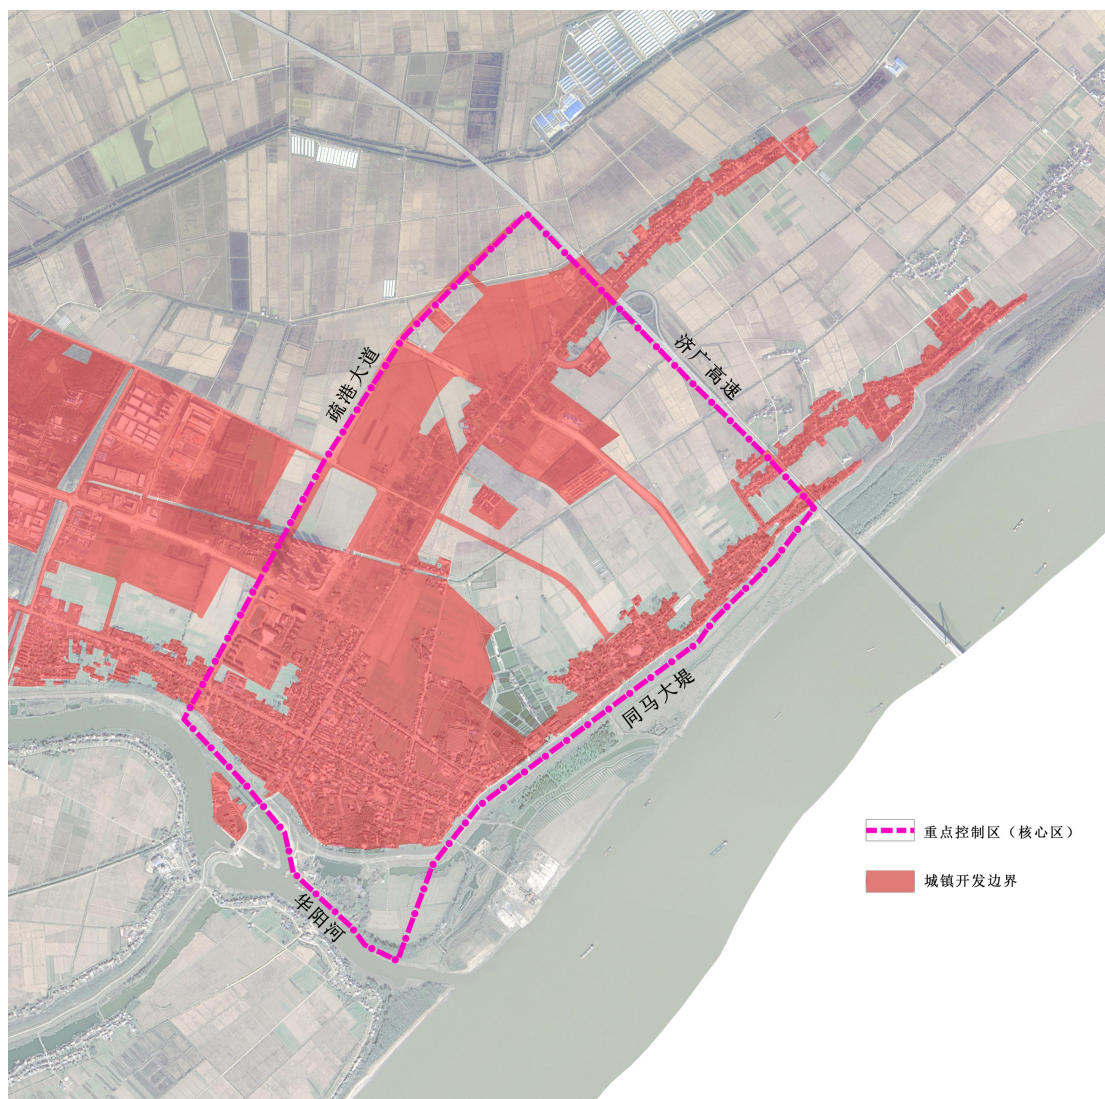 疏港大道
济广高速
同马大堤
华阳河
重点控制区（核心区）
城镇开发边界